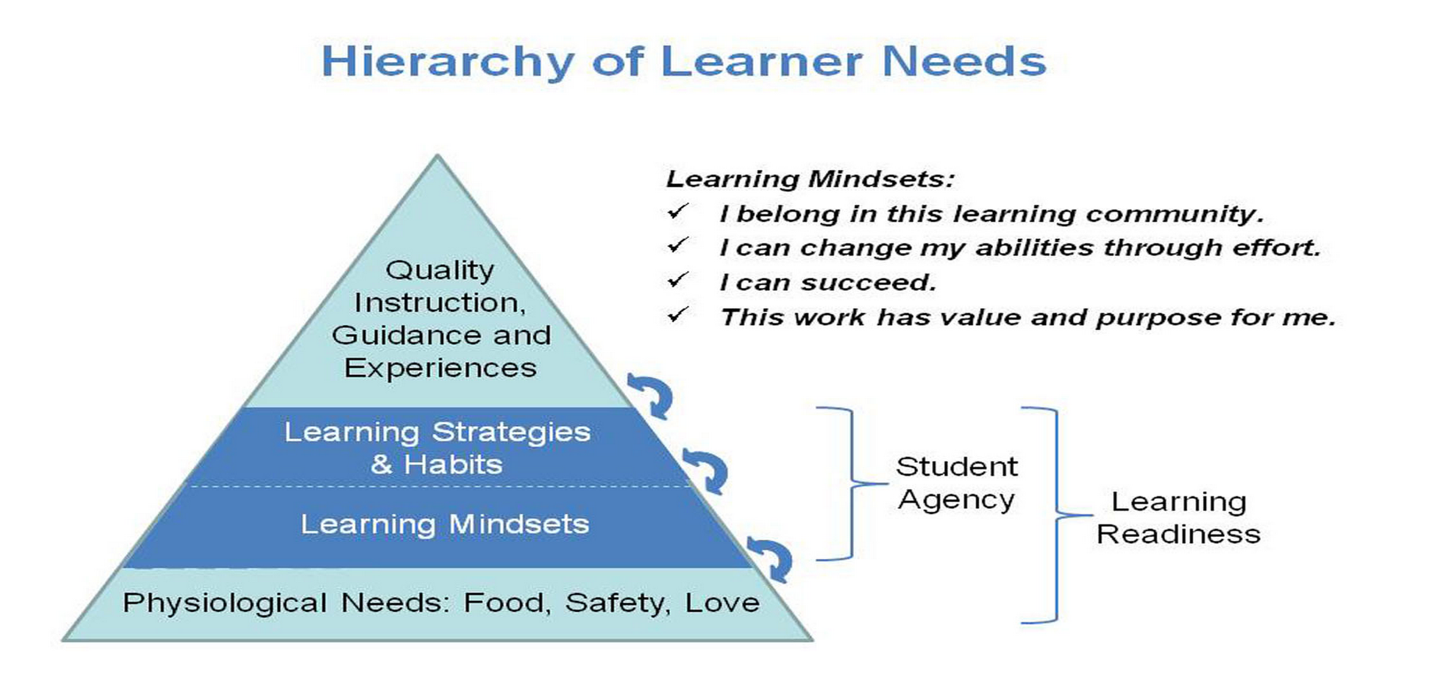 Hierarchy of Learner Needs
Learning Mindsets:
✓ I belong in this learning community.
✓ I can change my abilities through effort.
✓ I can succeed.
✓ This work has value and purpose for me.
Quality
Instruction,
Guidance and
Experiences
Learning Strategies
& Habits
Learning Mindsets
Physiological Needs: Food, Safety, Love
Student
Agency
Learning
Readiness